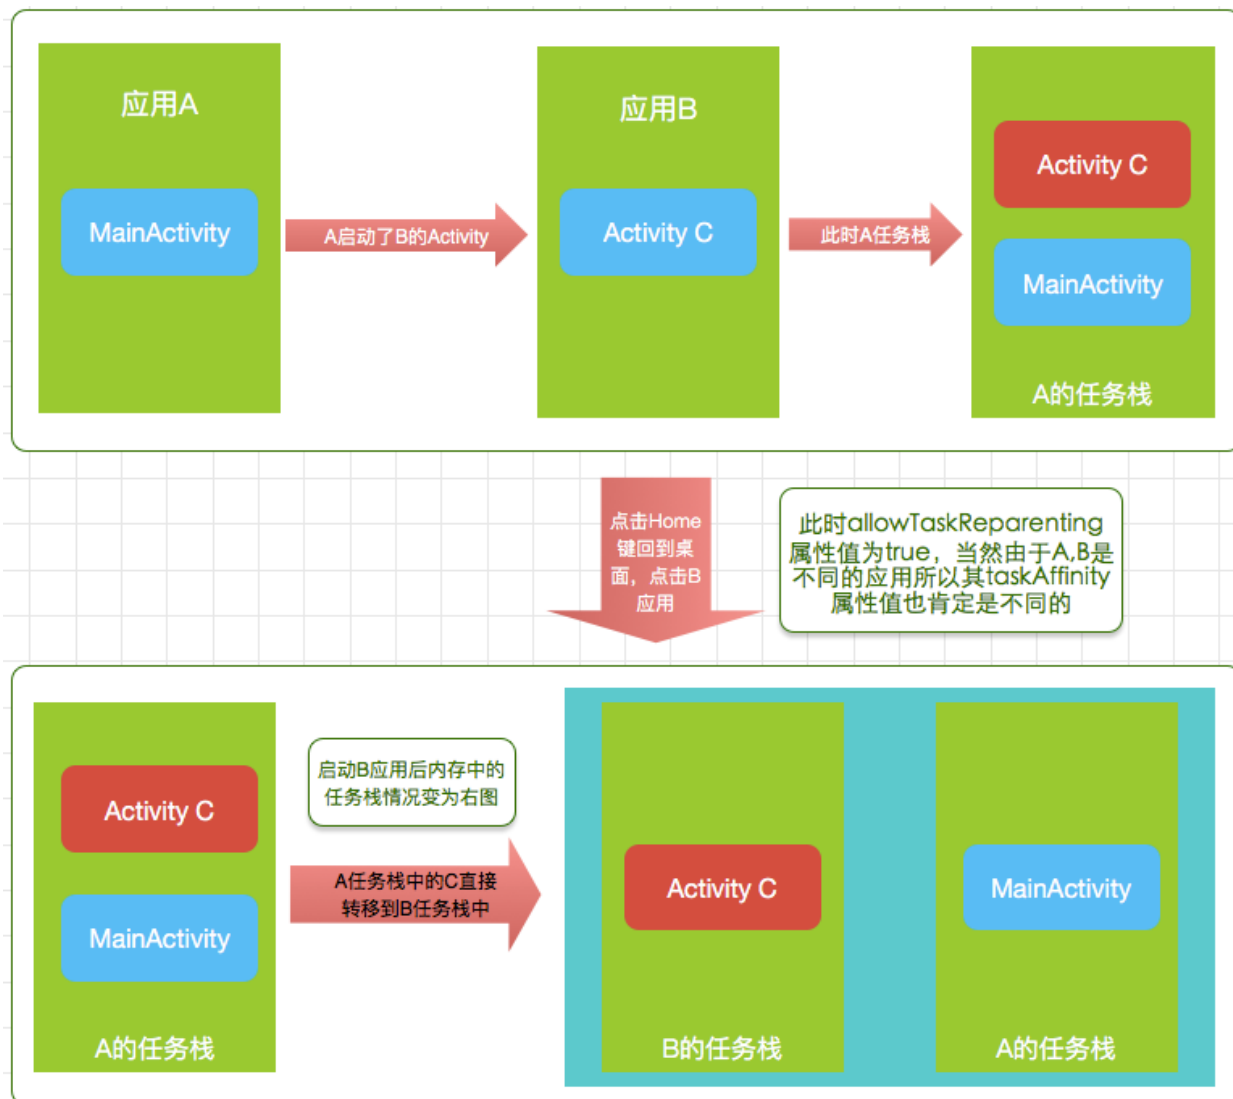 应用A
MainActivity
A启动了B的Activity
应用B
Activity C
此时A任务栈
Activity C
MainActivity
A的任务栈
点击Home
键回到桌
面，点击B
应用
此时allowTaskReparenting
属性值为true，当然由于A,B是
不同的应用所以其taskAffinity
属性值也肯定是不同的
Activity C
MainActivity
A的任务栈
启动B应用后内存中的
任务栈情况变为右图
A任务栈中的C直接
转移到B任务栈中
Activity C
B的任务栈
MainActivity
A的任务栈